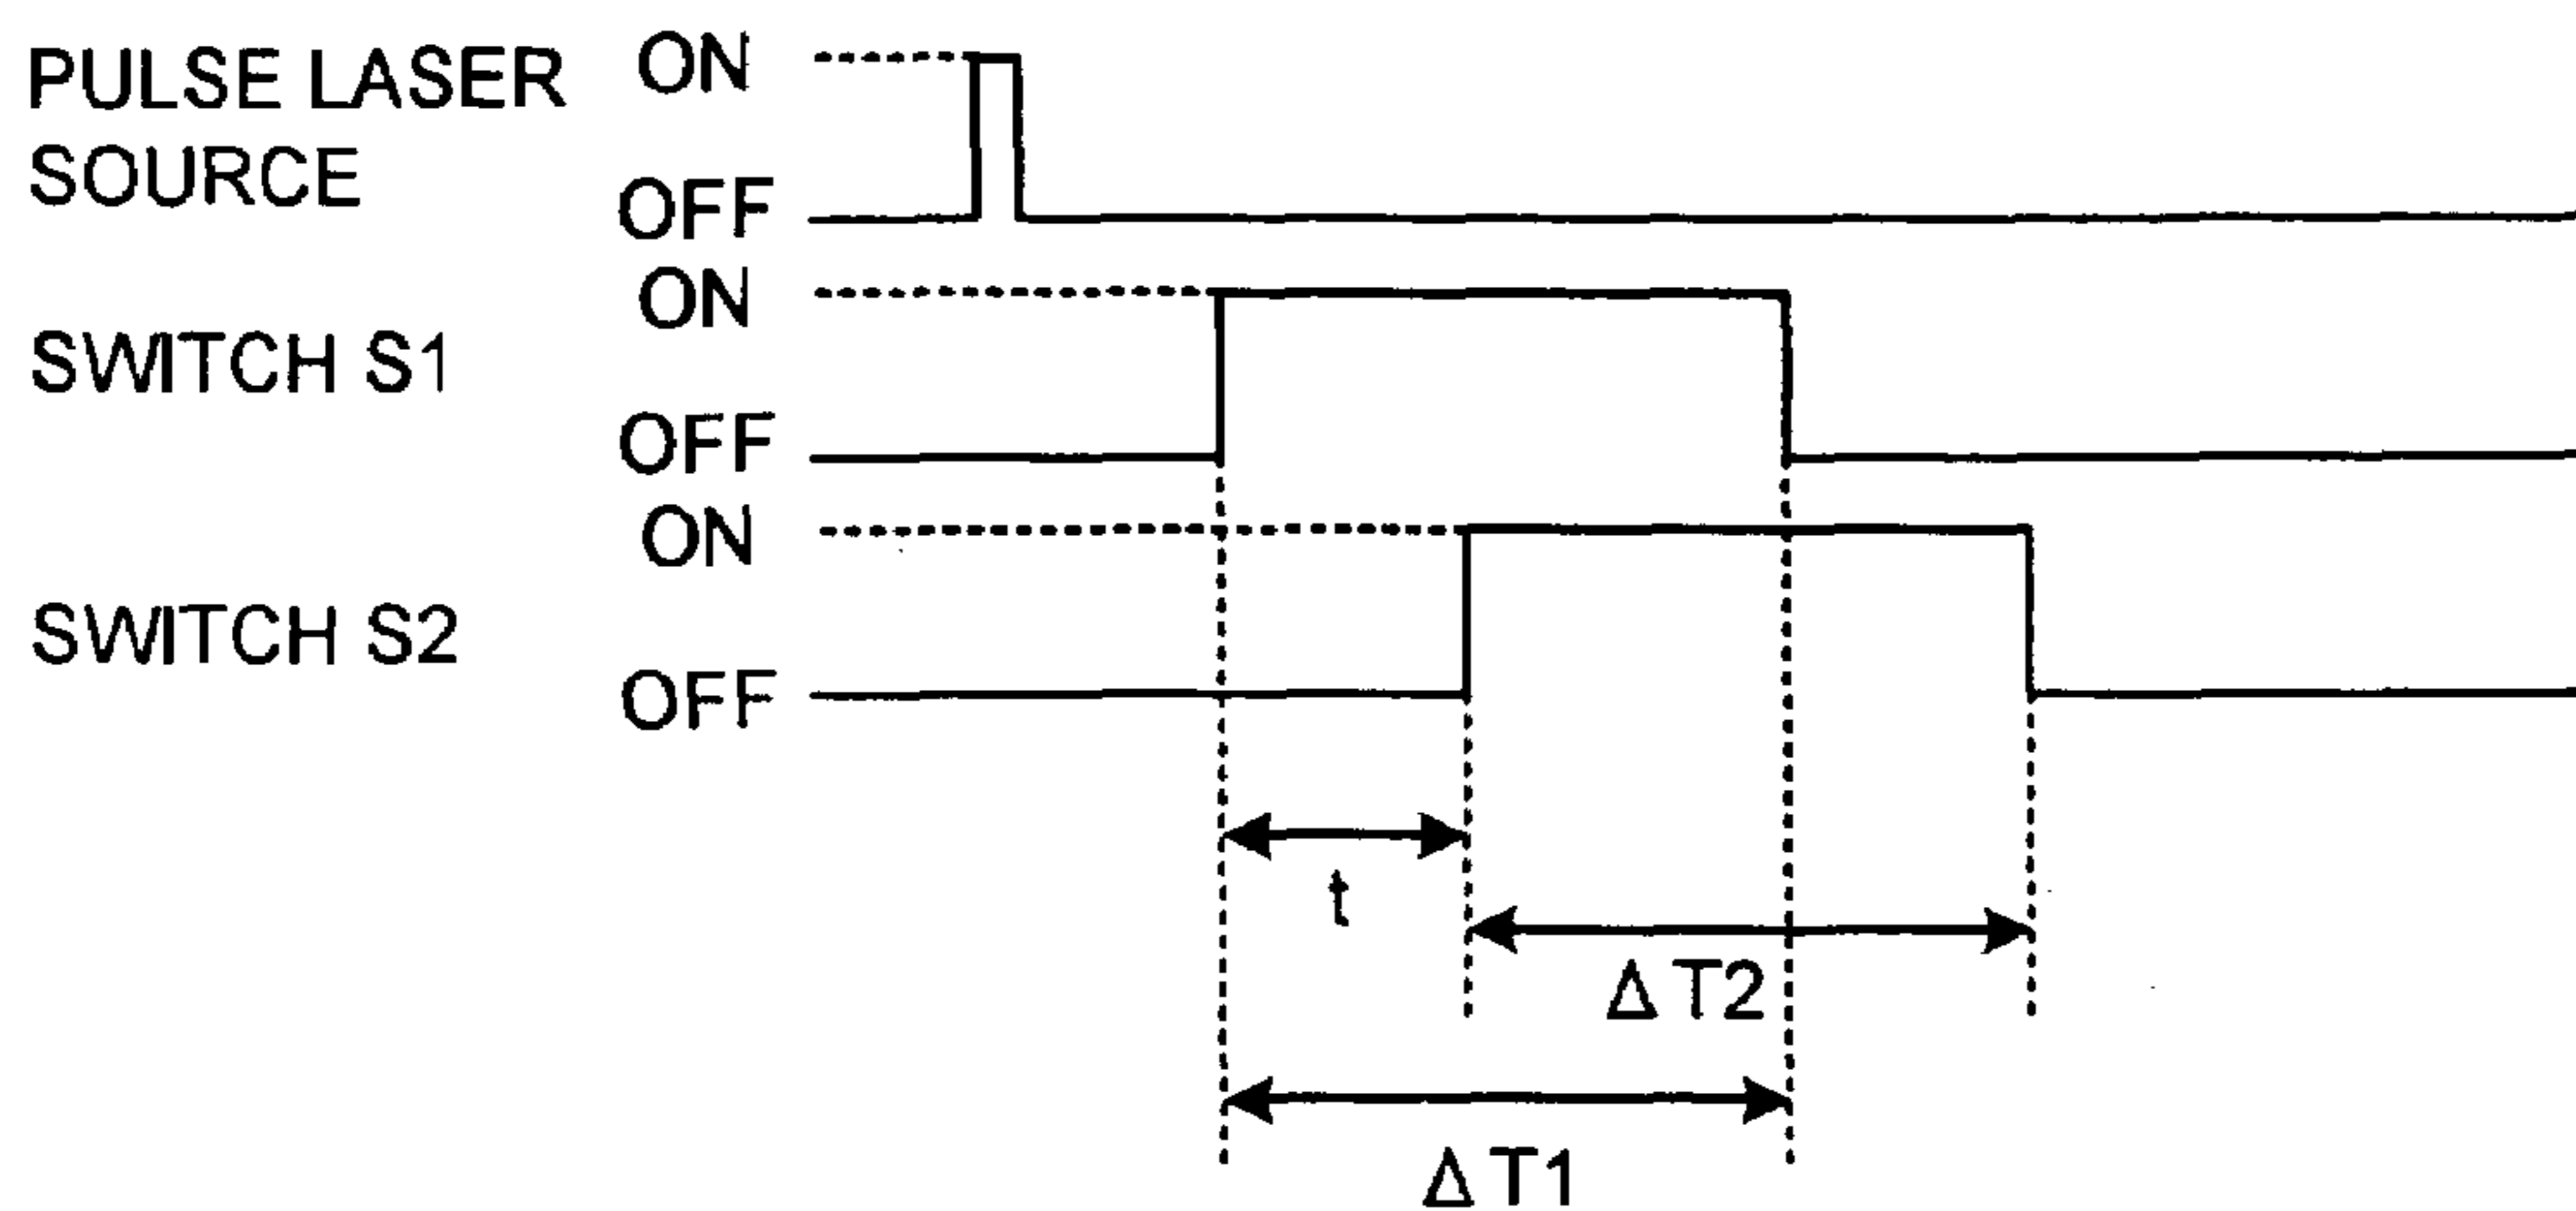 PULSE LASER
SOURCE
ON
OFF
SWITCH S1
ON
OFF
SWITCH S2
ON
OFF
t
ΔT2
ΔT1